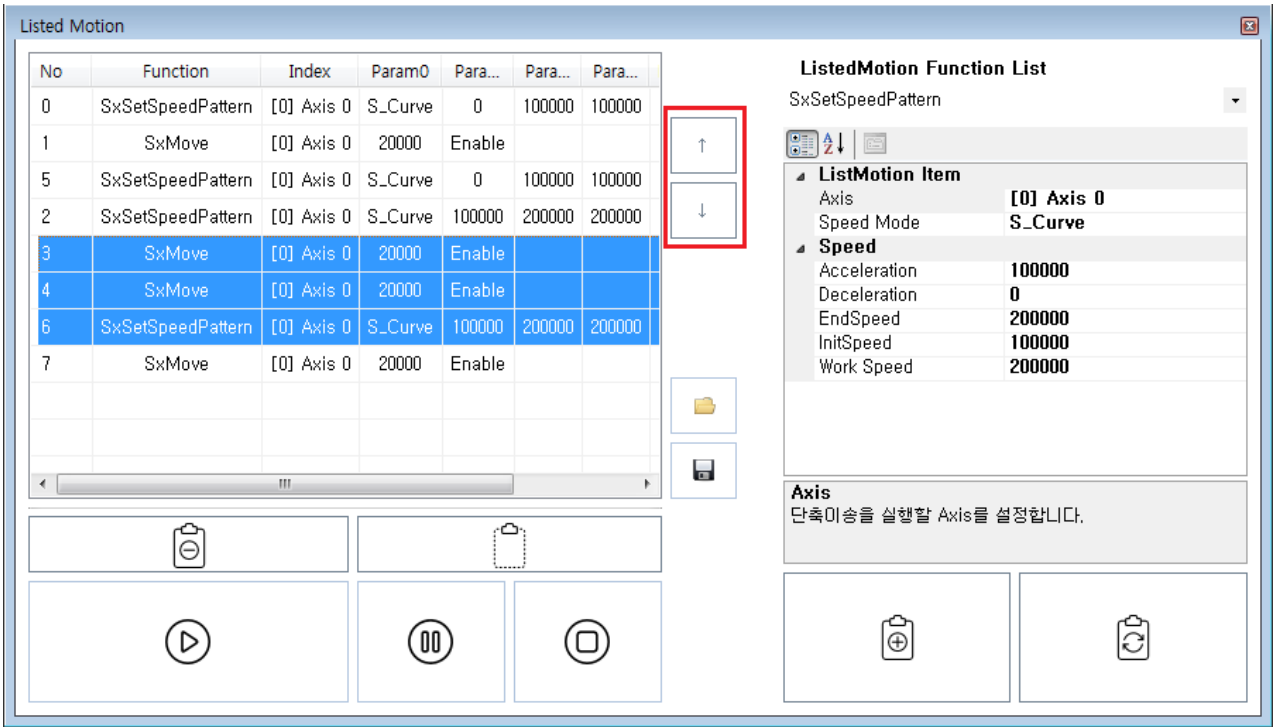 Listed Motion
No Function Index Param0 Para... Para... Para...
0 SxSetSpeedPattern [0] Axis 0 S_Curve 0 100000 100000
1 SxMove [0] Axis 0 20000 Enable
5 SxSetSpeedPattern [0] Axis 0 S_Curve 0 100000 100000
2 SxSetSpeedPattern [0] Axis 0 S_Curve 100000 200000 200000
3 SxMove [0] Axis 0 20000 Enable
4 SxMove [0] Axis 0 20000 Enable
6 SxSetSpeedPattern [0] Axis 0 S_Curve 100000 200000 200000
7 SxMove [0] Axis 0 20000 Enable
ListedMotion Function List
SxSetSpeedPattern
ListMotion Item
Axis [0] Axis 0
Speed Mode S_Curve
Speed
Acceleration 100000
Deceleration 0
EndSpeed 200000
InitSpeed 100000
Work Speed 200000
Axis
단축이송을 실행할 Axis를 설정합니다.